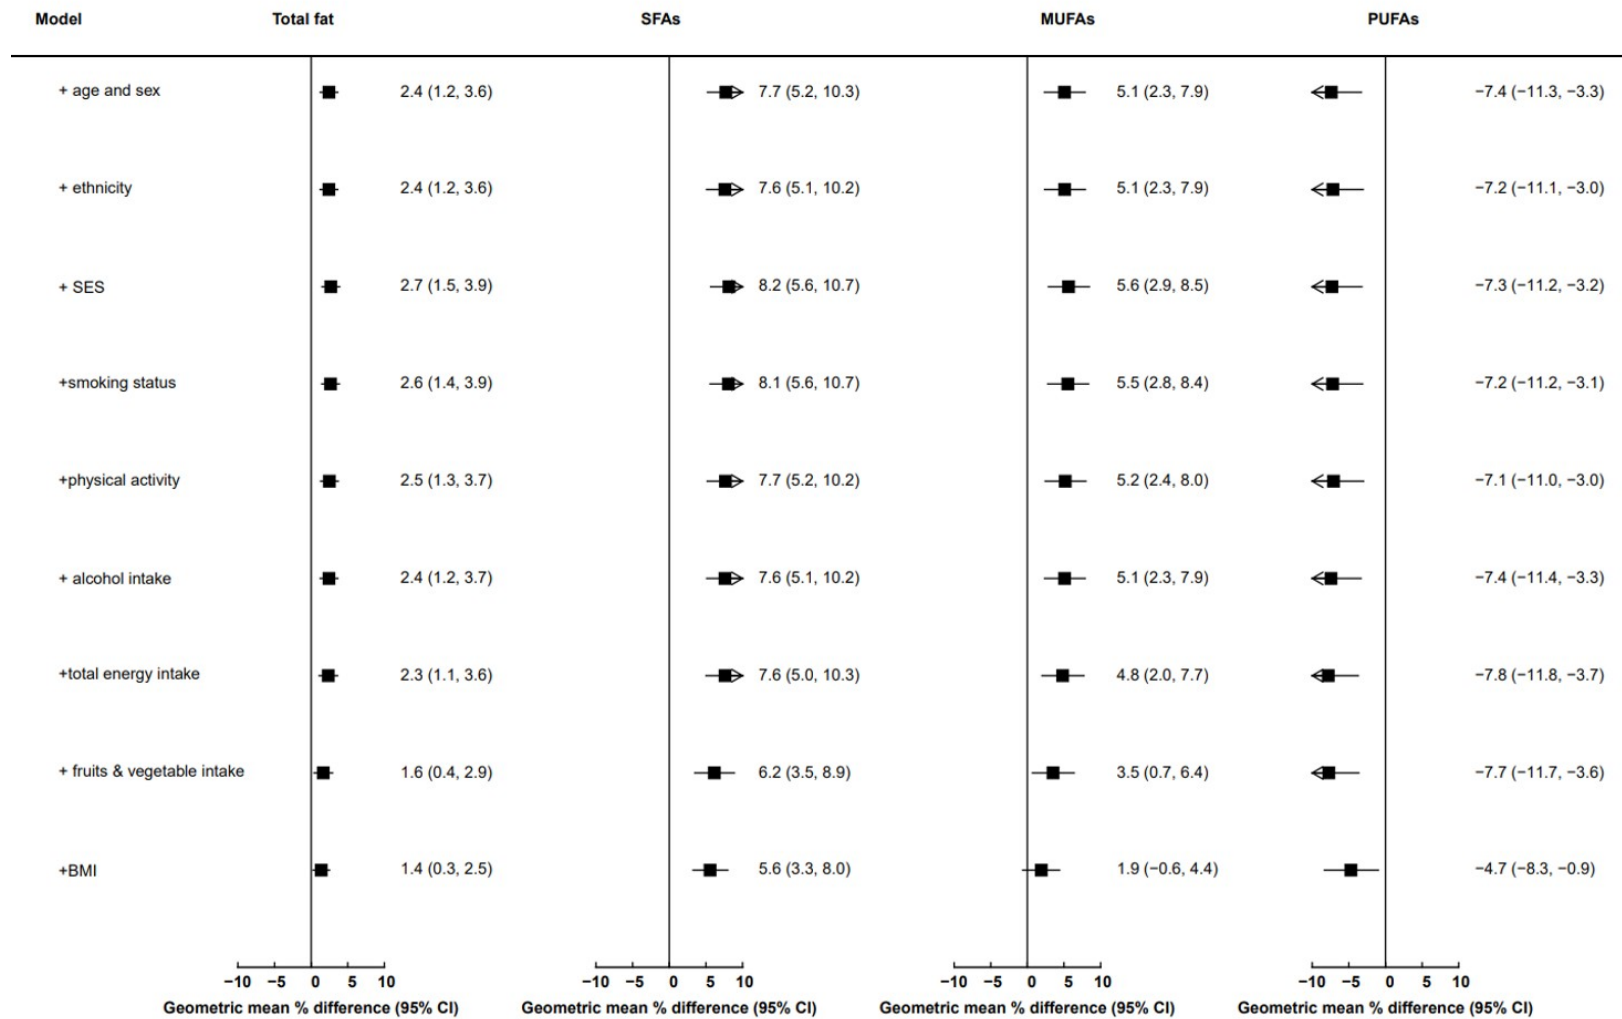 Model Total fat SFAs MUFAs PUFAs
+ age and sex 2.4 (1.2, 3.6) 7.7 (5.2, 10.3) 5.1 (2.3, 7.9) −7.4 (−11.3, −3.3)
+ ethnicity 2.4 (1.2, 3.6) 7.6 (5.1, 10.2) 5.1 (2.3, 7.9) −7.2 (−11.1, −3.0)
+ SES 2.7 (1.5, 3.9) 8.2 (5.6, 10.7) 5.6 (2.9, 8.5) −7.3 (−11.2, −3.2)
+smoking status 2.6 (1.4, 3.9) 8.1 (5.6, 10.7) 5.5 (2.8, 8.4) −7.2 (−11.2, −3.1)
+physical activity 2.5 (1.3, 3.7) 7.7 (5.2, 10.2) 5.2 (2.4, 8.0) −7.1 (−11.0, −3.0)
+ alcohol intake 2.4 (1.2, 3.7) 7.6 (5.1, 10.2) 5.1 (2.3, 7.9) −7.4 (−11.4, −3.3)
+total energy intake 2.3 (1.1, 3.6) 7.6 (5.0, 10.3) 4.8 (2.0, 7.7) −7.8 (−11.8, −3.7)
+ fruits & vegetable intake 1.6 (0.4, 2.9) 6.2 (3.5, 8.9) 3.5 (0.7, 6.4) −7.7 (−11.7, −3.6)
+BMI 1.4 (0.3, 2.5) 5.6 (3.3, 8.0) 1.9 (−0.6, 4.4) −4.7 (−8.3, −0.9)
−10 −5 0 5 10 −10 −5 0 5 10 −10 −5 0 5 10 −10 −5 0 5 10
Geometric mean % difference (95% CI) Geometric mean % difference (95% CI) Geometric mean % difference (95% CI) Geometric mean % difference (95% CI)